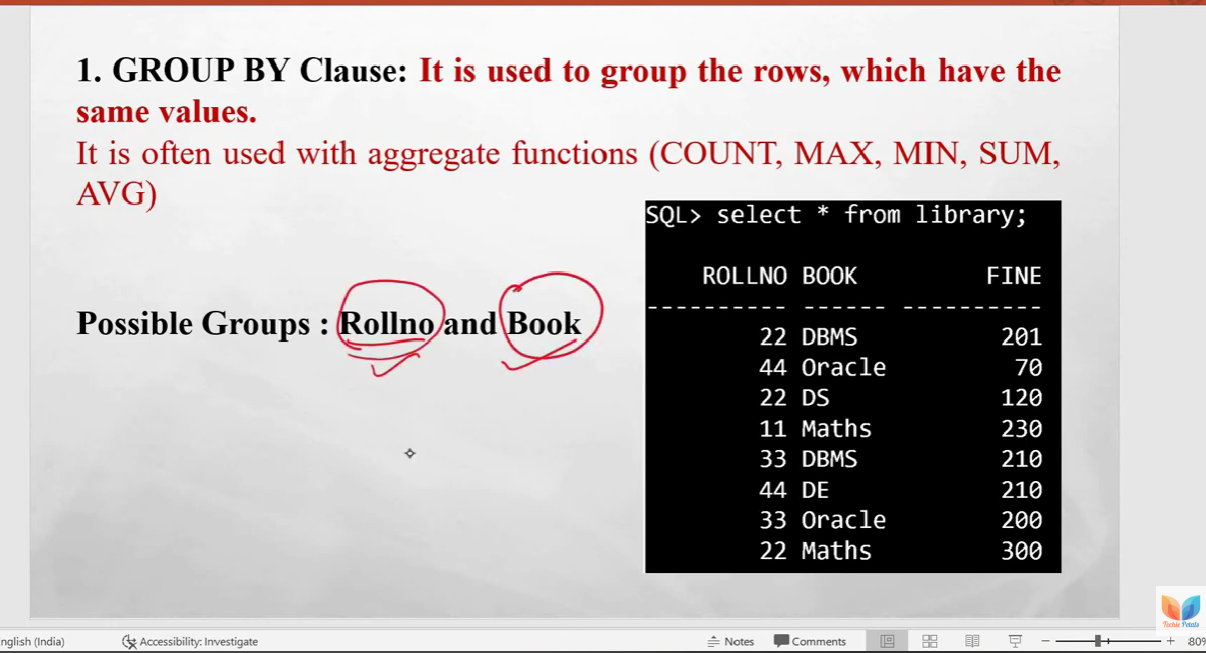 1. GROUP BY Clause: It is used to group the rows, which have the
same values.
It is often used with aggregate functions (COUNT, MAX, MIN, SUM,
AVG)
Possible Groups : Rollno and Book
SQL> select * from library;
ROLLNO BOOK FINE
---------- ------ ----------
22 DBMS 201
44 Oracle 70
22 DS 120
11 Maths 230
33 DBMS 210
44 DE 210
33 Oracle 200
22 Maths 300
Techie Petals
nglish (India) Accessibility: Investigate Notes Comments 80%